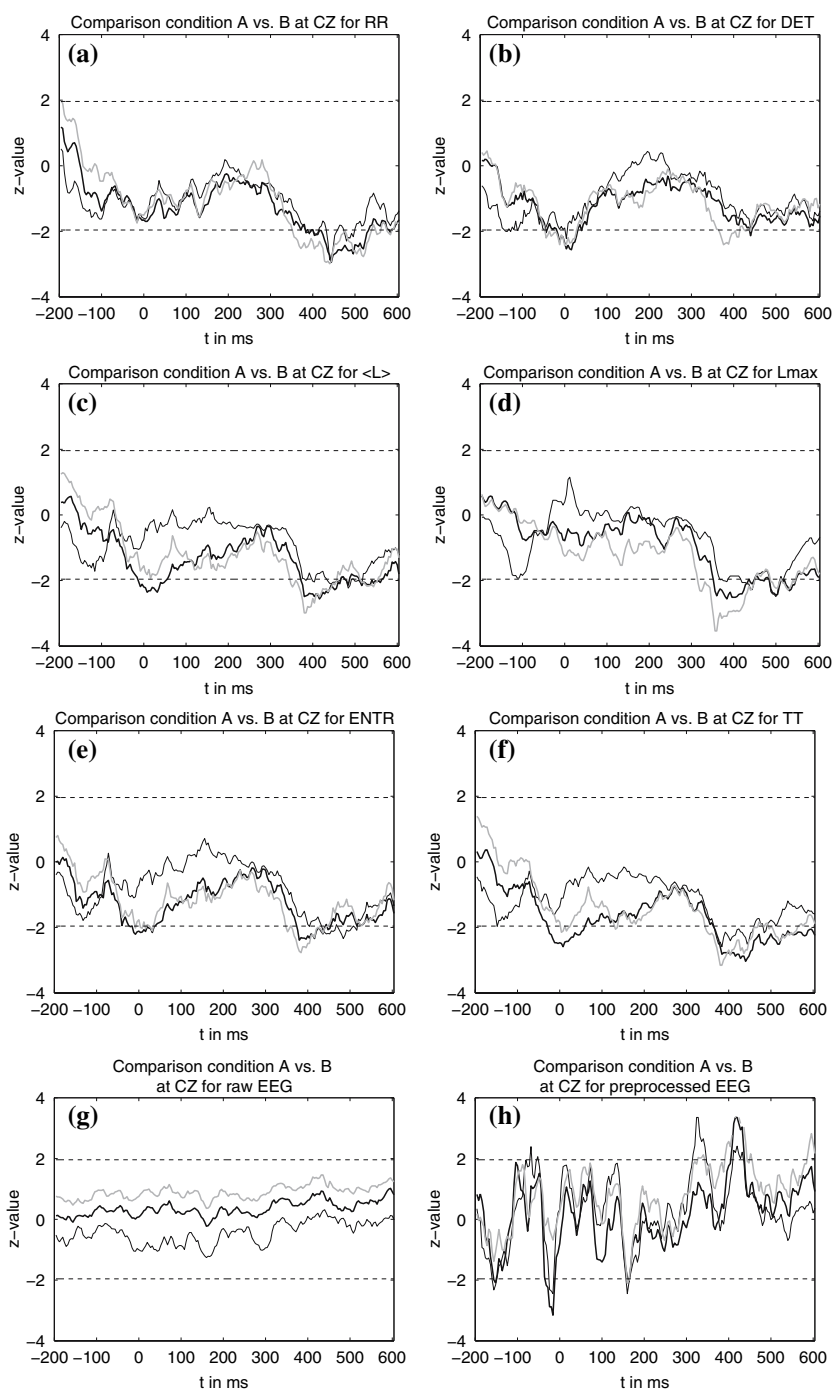 Comparison condition A vs. B at CZ for RR
(a)
4
2
0
−2
−4
z−value
−200 −100 0 100 200 300 400 500 600
t in ms
Comparison condition A vs. B at CZ for DET
(b)
4
2
0
−2
−4
z−value
−200 −100 0 100 200 300 400 500 600
t in ms
Comparison condition A vs. B at CZ for <L>
(c)
4
2
0
−2
−4
z−value
−200 −100 0 100 200 300 400 500 600
t in ms
Comparison condition A vs. B at CZ for Lmax
(d)
4
2
0
−2
−4
z−value
−200 −100 0 100 200 300 400 500 600
t in ms
Comparison condition A vs. B at CZ for ENTR
(e)
4
2
0
−2
−4
z−value
−200 −100 0 100 200 300 400 500 600
t in ms
Comparison condition A vs. B at CZ for TT
(f)
4
2
0
−2
−4
z−value
−200 −100 0 100 200 300 400 500 600
t in ms
Comparison condition A vs. B
at CZ for raw EEG
(g)
4
2
0
−2
−4
z−value
−200 −100 0 100 200 300 400 500 600
t in ms
Comparison condition A vs. B
at CZ for preprocessed EEG
(h)
4
2
0
−2
−4
z−value
−200 −100 0 100 200 300 400 500 600
t in ms